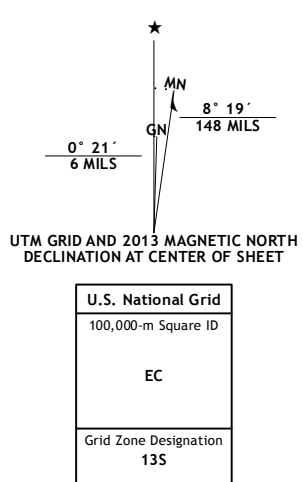 ★
MN
GN
8° 19´
148 MILS
0° 21´
6 MILS
UTM GRID AND 2013 MAGNETIC NORTH
DECLINATION AT CENTER OF SHEET
U.S. National Grid
100,000-m Square ID
EC
Grid Zone Designation
13S